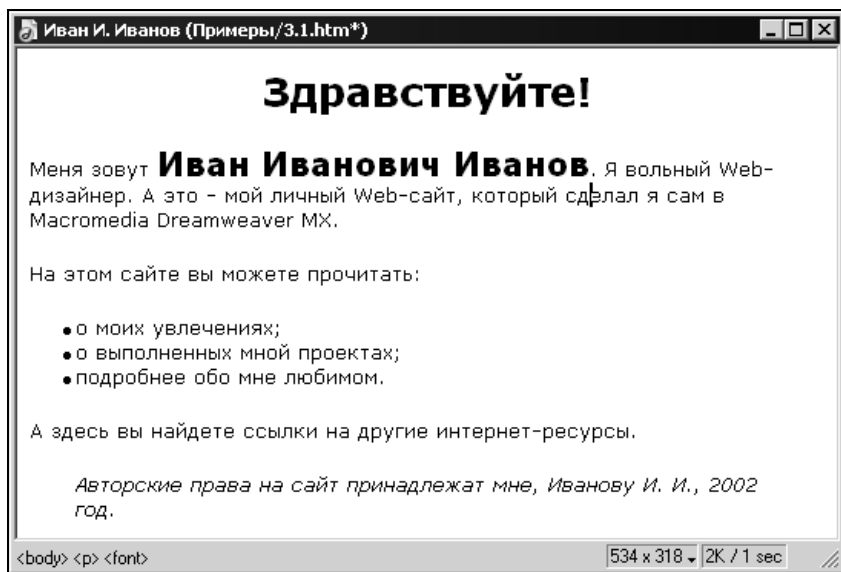 Иван И. Иванов (Примеры/3.1.htm*)
Здравствуйте!
Меня зовут Иван Иванович Иванов. Я вольный Web-
дизайнер. А это – мой личный Web-сайт, который сделал я сам в
Macromedia Dreamweaver MX.
На этом сайте вы можете прочитать:
•о моих увлечениях;
•о выполненных мной проектах;
•подробнее обо мне любимом.
А здесь вы найдете ссылки на другие интернет-ресурсы.
Авторские права на сайт принадлежат мне, Иванову И. И., 2002
год.
<body> <p> <font> 534 x 318 2K / 1 sec